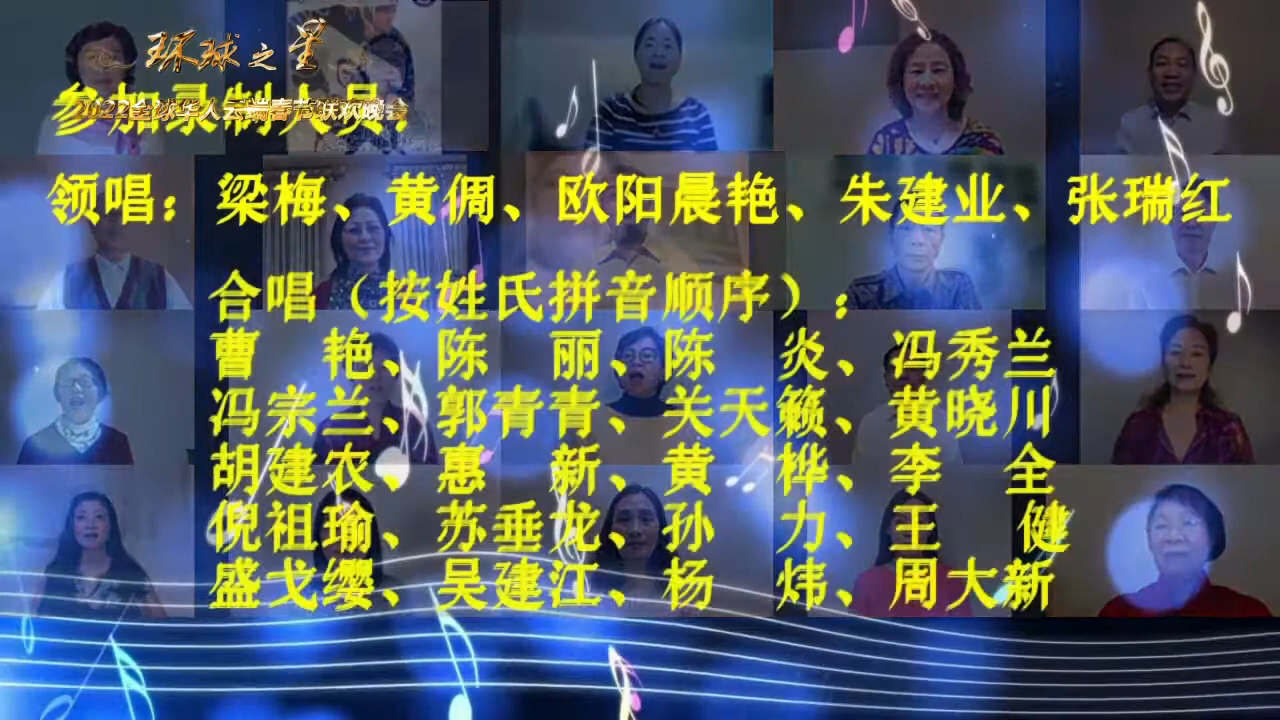 环球之星
2022全球华人云端春节联欢晚会
参加录制人员：
领唱：梁梅、黄倜、欧阳晨艳、朱建业、张瑞红
合唱（按姓氏拼音顺序）：
曹 艳、陈 丽、陈 炎、冯秀兰
冯宗兰、郭青青、关天籁、黄晓川
胡建农、惠 新、黄 桦、李 全
倪祖瑜、苏垂龙、孙 力、王 健
盛戈缨、吴建江、杨 炜、周大新